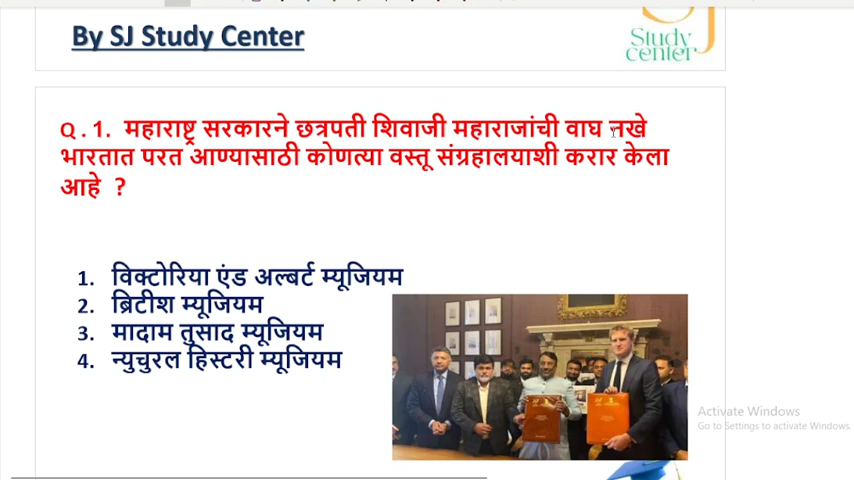 By SJ Study Center
SJ
Study
center
Q . 1. महाराष्ट्र सरकारने छत्रपती शिवाजी महाराजांची वाघ नखे
भारतात परत आण्यासाठी कोणत्या वस्तू संग्रहालयाशी करार केला
आहे ?
1. विक्टोरिया एंड अल्बर्ट म्यूजियम
2. ब्रिटीश म्यूजियम
3. मादाम तुसाद म्यूजियम
4. न्युचुरल हिस्टरी म्यूजियम
Activate Windows
Go to Settings to activate Windows.